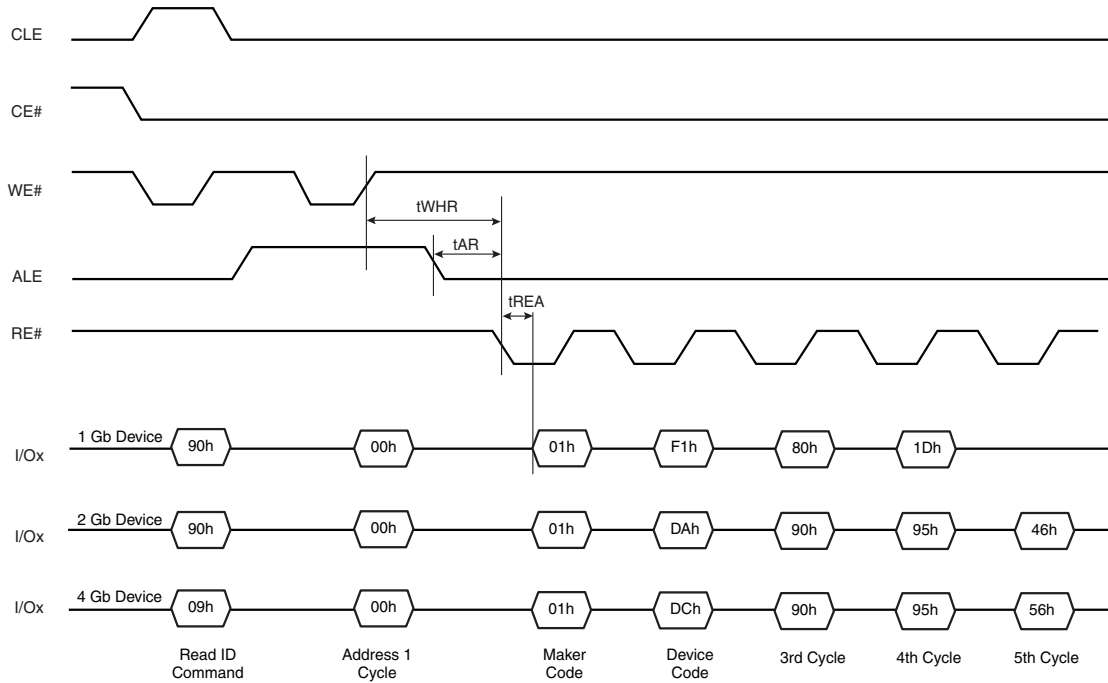 CLE
CE#
WE#
tWHR
tAR
ALE
tREA
RE#
I/Ox 1 Gb Device 90h 00h 01h F1h 80h 1Dh
I/Ox 2 Gb Device 90h 00h 01h DAh 90h 95h 46h
I/Ox 4 Gb Device 09h 00h 01h DCh 90h 95h 56h
Read ID Command
Address 1 Cycle
Maker Code
Device Code
3rd Cycle
4th Cycle
5th Cycle